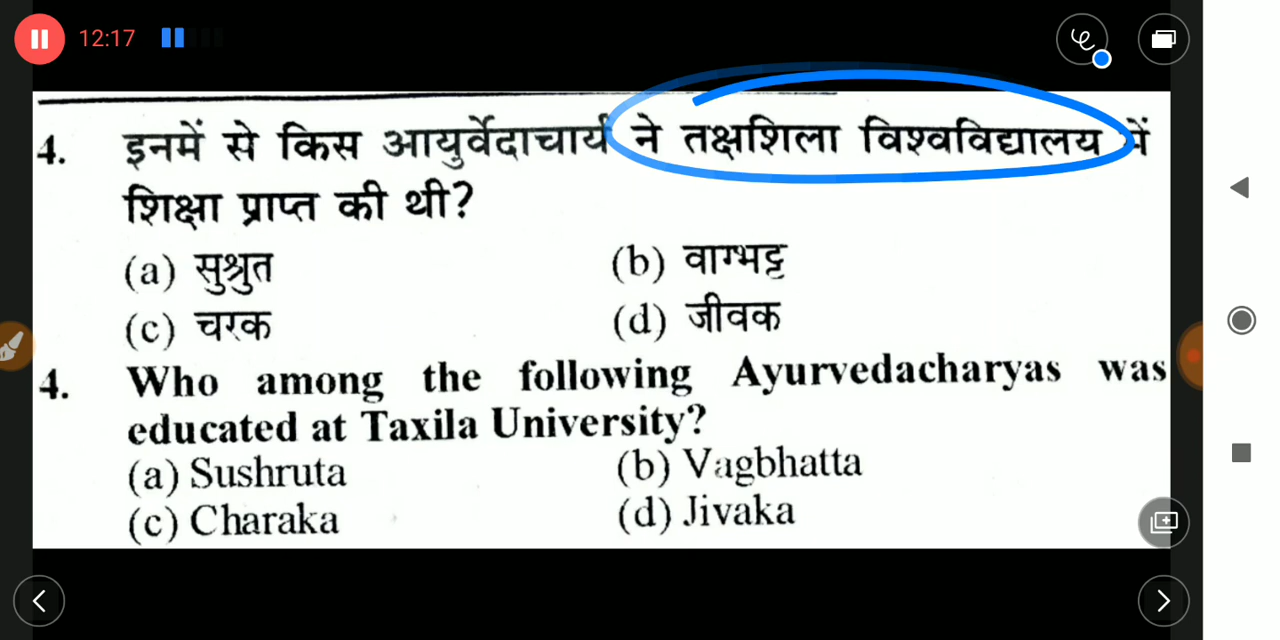 12:17
4. इनमें से किस आयुर्वेदाचार्य ने तक्षशिला विश्वविद्यालय में
शिक्षा प्राप्त की थी?
(a) सुश्रुत (b) वाग्भट्ट
(c) चरक (d) जीवक
4. Who among the following Ayurvedacharyas was
educated at Taxila University?
(a) Sushruta (b) Vagbhatta
(c) Charaka (d) Jivaka